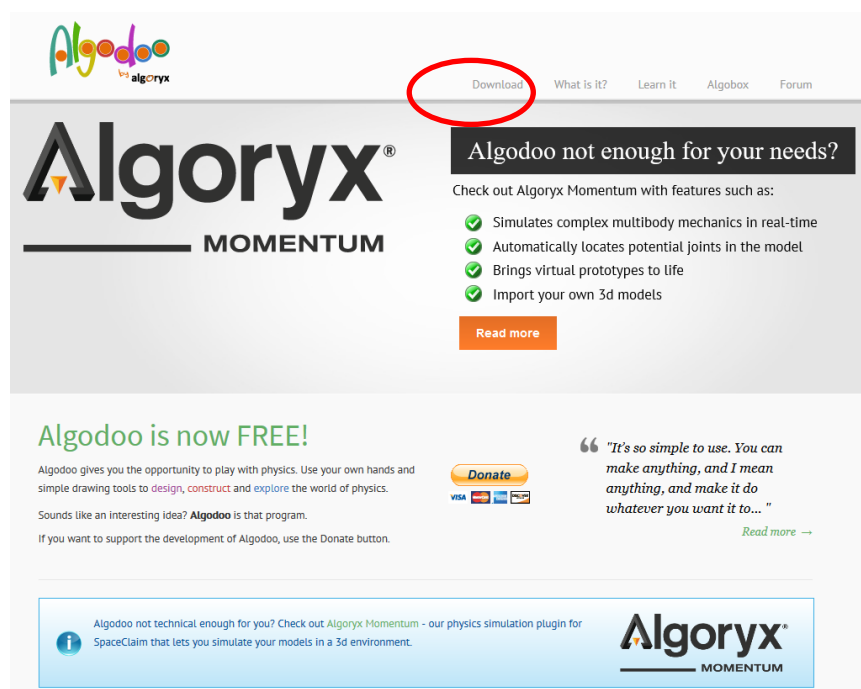 Algodoo
by algoryx
Download What is it? Learn it Algobox Forum
Algoryx®
MOMENTUM
Algodoo not enough for your needs?
Check out Algoryx Momentum with features such as:
Simulates complex multibody mechanics in real-time
Automatically locates potential joints in the model
Brings virtual prototypes to life
Import your own 3d models
Read more
Algodoo is now FREE!
Algodoo gives you the opportunity to play with physics. Use your own hands and
simple drawing tools to design, construct and explore the world of physics.
Sounds like an interesting idea? Algodoo is that program.
If you want to support the development of Algodoo, use the Donate button.
Donate
VISA
“ "It's so simple to use. You can
make anything, and I mean
anything, and make it do
whatever you want it to... "
Read more →
Algodoo not technical enough for you? Check out Algoryx Momentum - our physics simulation plugin for
SpaceClaim that lets you simulate your models in a 3d environment.
Algoryx®
MOMENTUM